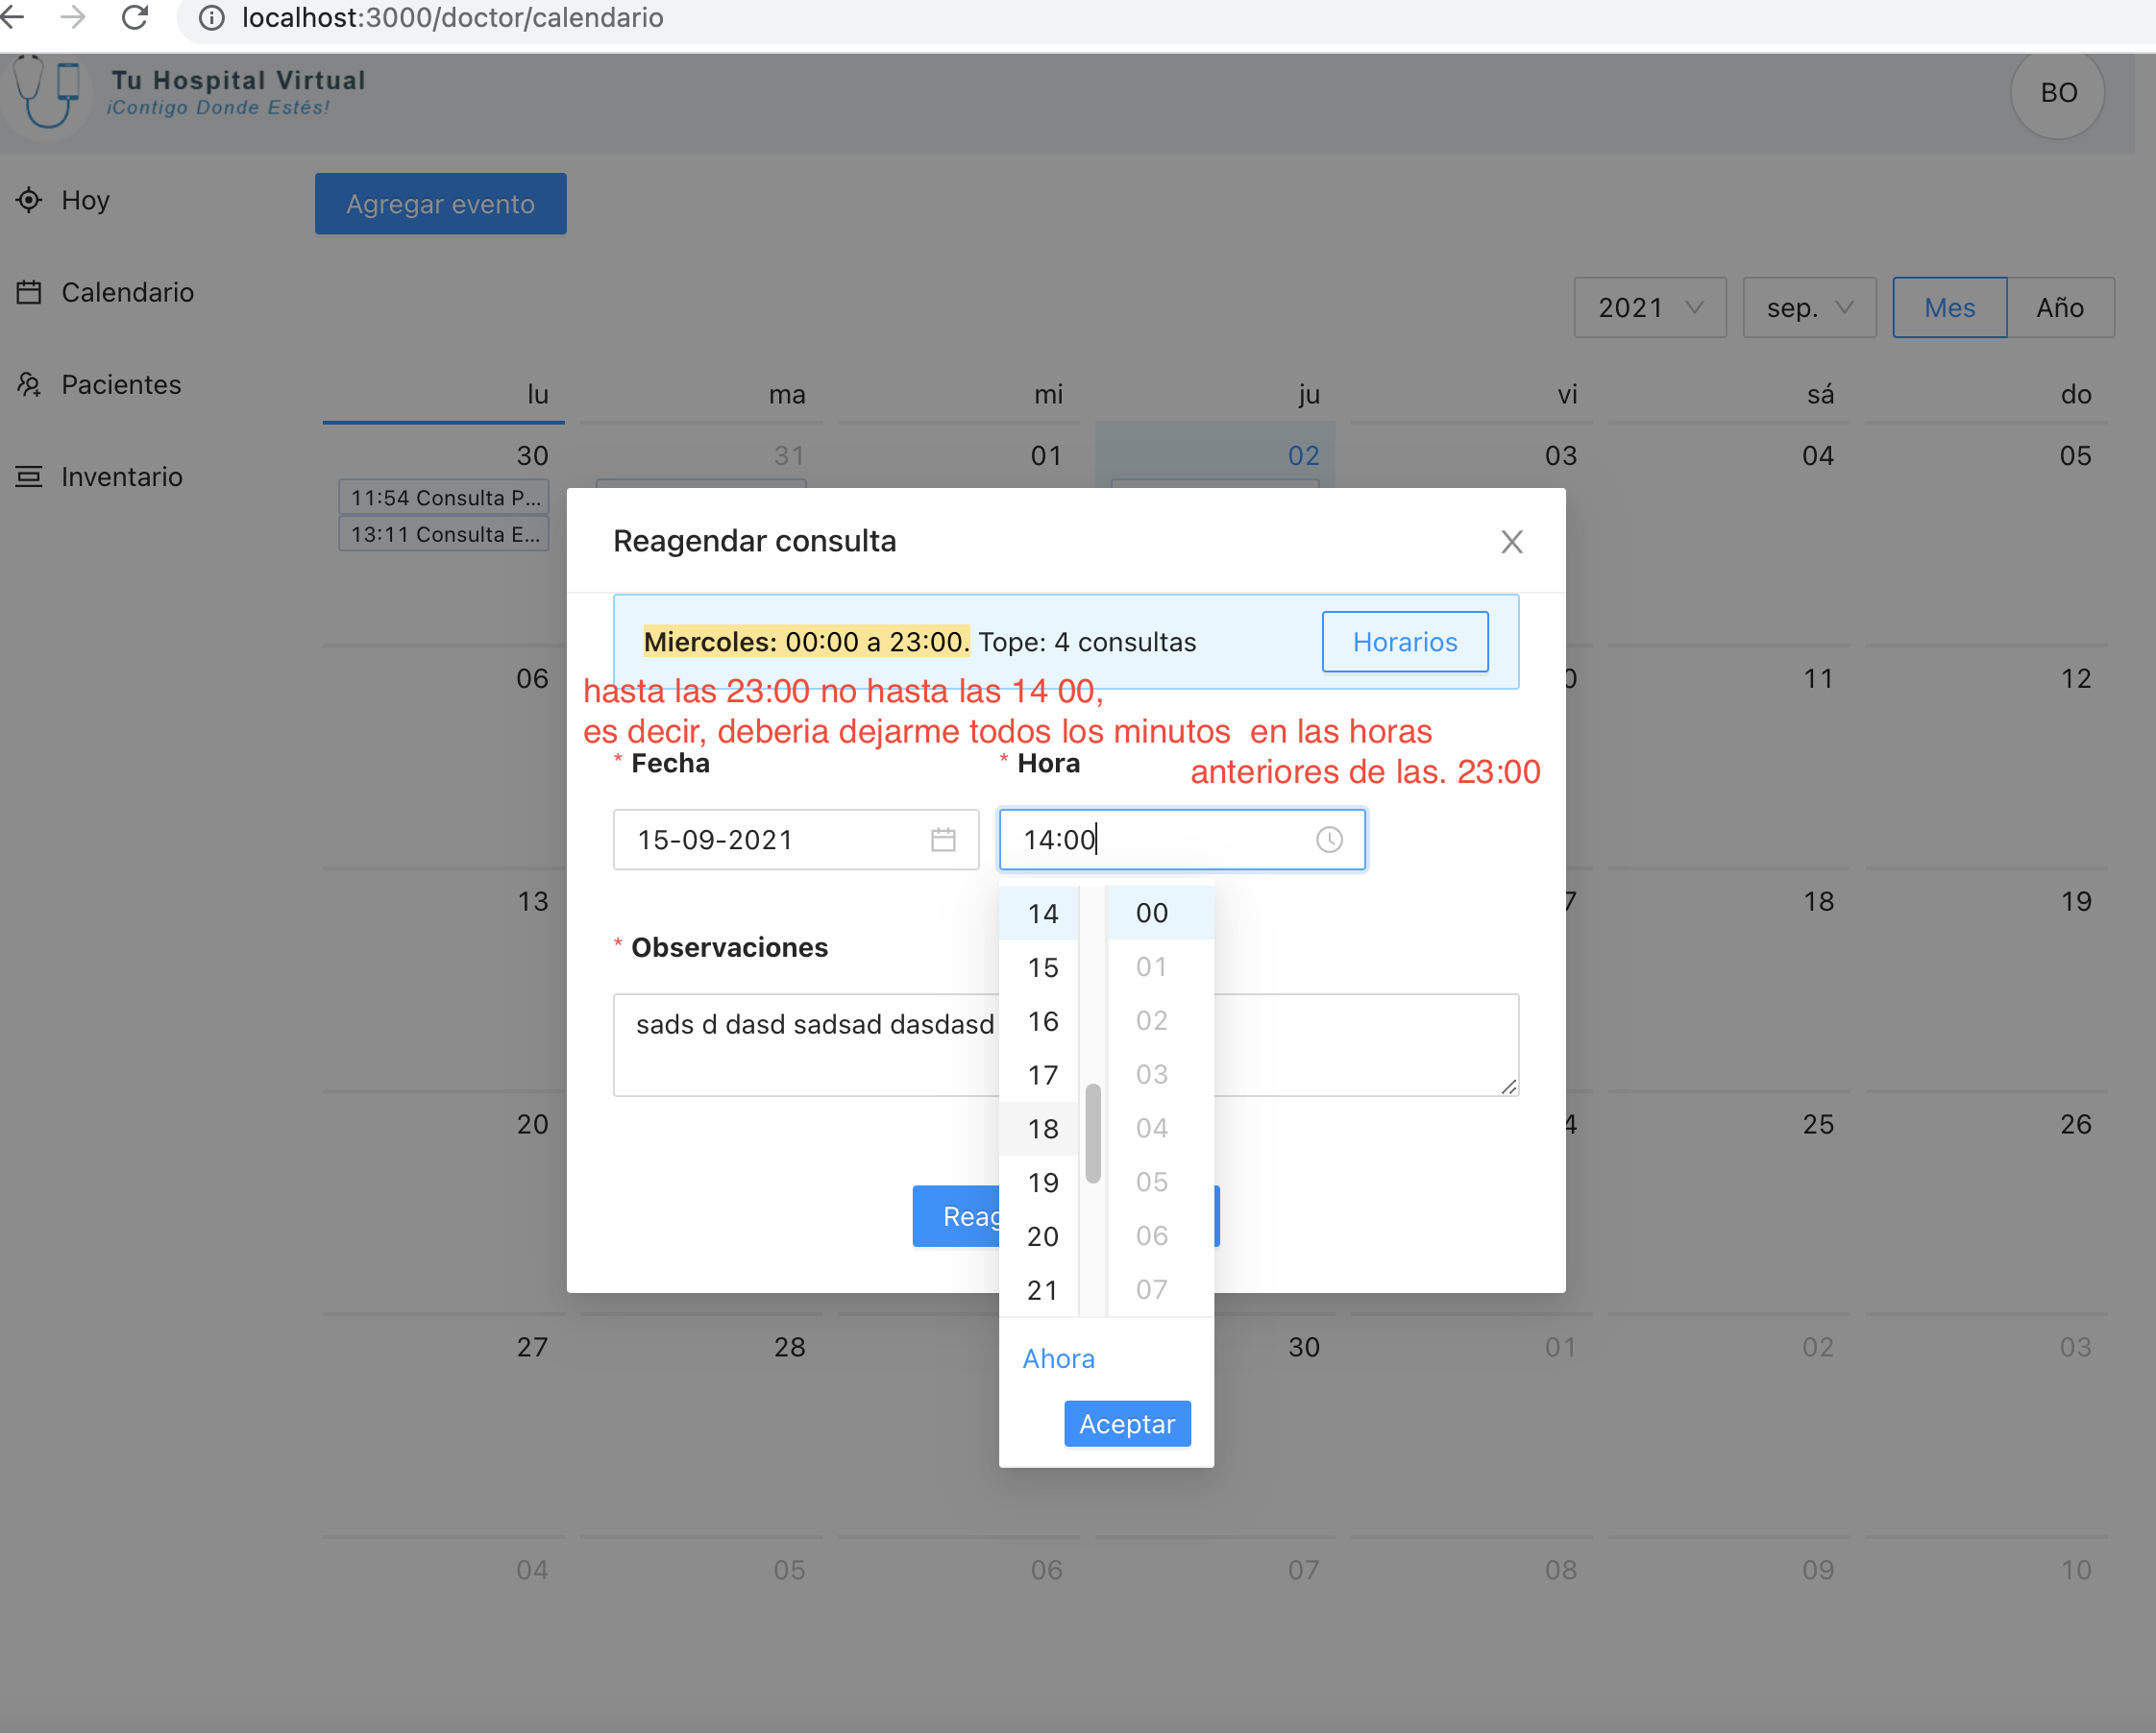 localhost:3000/doctor/calendario
Tu Hospital Virtual
¡Contigo Donde Estés!
BO
Hoy
Calendario
Pacientes
Inventario
Agregar evento
2021
sep.
Mes
Año
lu ma mi ju vi sá do
30 31 01 02 03 04 05
11:54 Consulta P...
13:11 Consulta E...
Reagendar consulta
Miercoles: 00:00 a 23:00. Tope: 4 consultas
Horarios
06 0 11 12
hasta las 23:00 no hasta las 14 00,
es decir, deberia dejarme todos los minutos en las horas
anteriores de las. 23:00
* Fecha
* Hora
15-09-2021
14:00
13 7 18 19
* Observaciones
sads d dasd sadsad dasdasd
14 00
15 01
16 02
17 03
18 04
19 05
20 06
21 07
20 4 25 26
Reag
Ahora
Aceptar
27 28 30 01 02 03
04 05 06 07 08 09 10